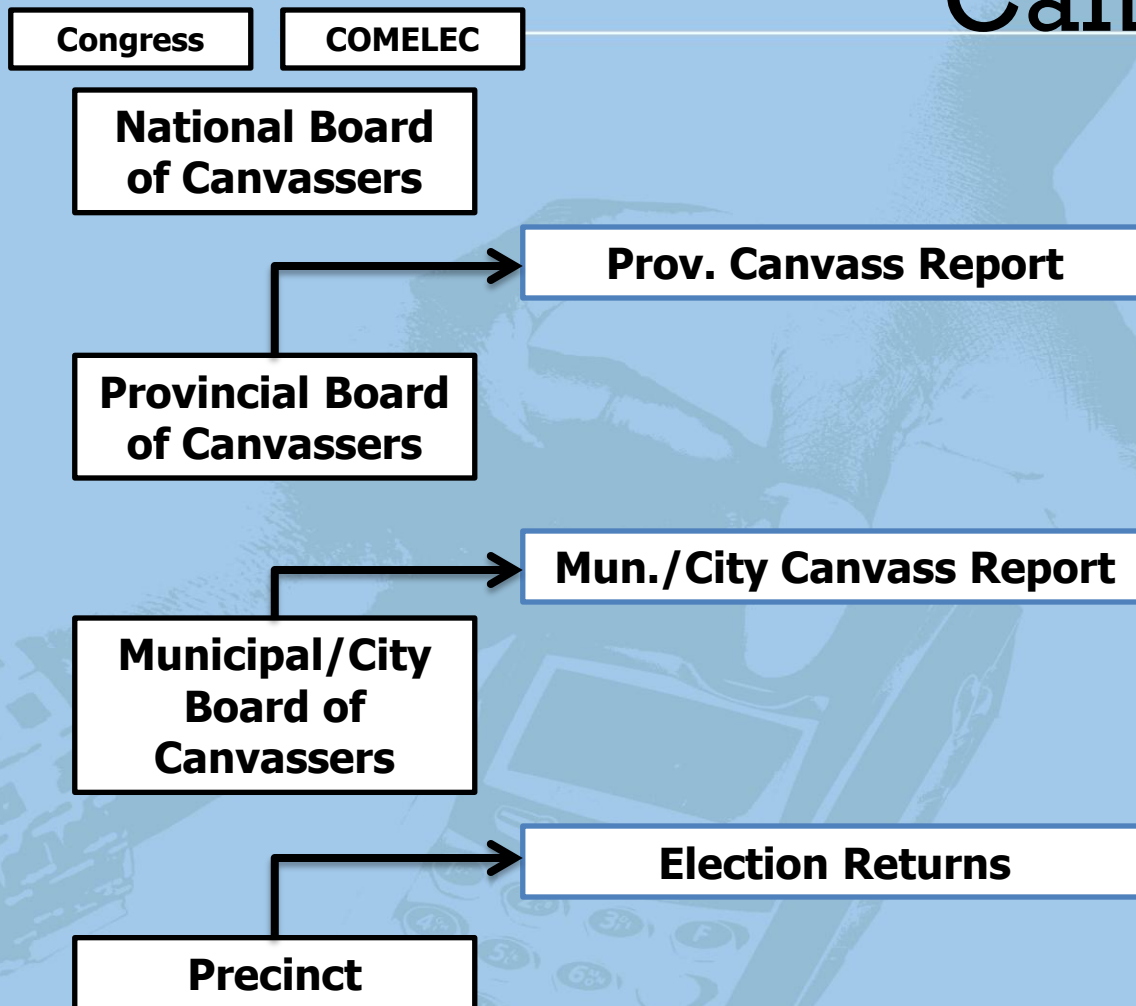 Congress
COMELEC
National Board
of Canvassers
Prov. Canvass Report
Provincial Board
of Canvassers
Mun./City Canvass Report
Municipal/City
Board of
Canvassers
Election Returns
Precinct